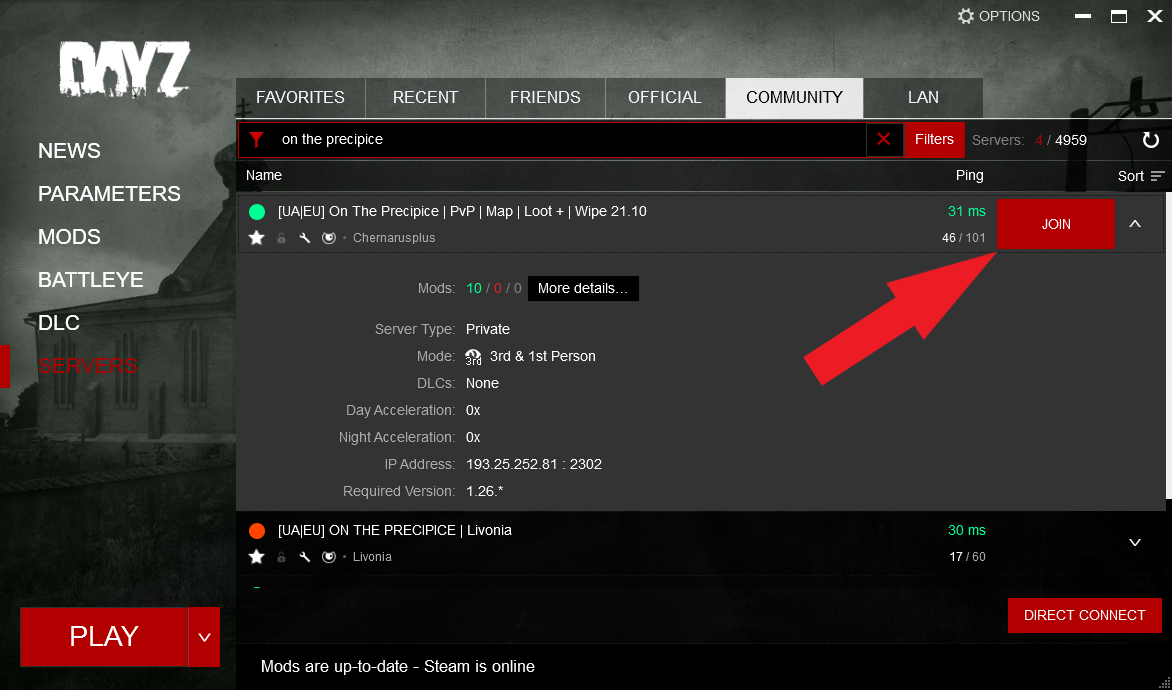 OPTIONS
DAYZ
FAVORITES RECENT FRIENDS OFFICIAL COMMUNITY LAN
on the precipice Filters Servers: 4 / 4959
NEWS
PARAMETERS
MODS
BATTLEYE
DLC
SERVERS
Name Ping Sort
[UA|EU] On The Precipice | PvP | Map | Loot + | Wipe 21.10 31 ms
JOIN
• Chernarusplus 46 / 101
Mods: 10 / 0 / 0 More details...
Server Type: Private
Mode: 3rd 3rd & 1st Person
DLCs: None
Day Acceleration: 0x
Night Acceleration: 0x
IP Address: 193.25.252.81 : 2302
Required Version: 1.26.*
[UA|EU] ON THE PRECIPICE | Livonia 30 ms
• Livonia 17 / 60
DIRECT CONNECT
PLAY
Mods are up-to-date - Steam is online